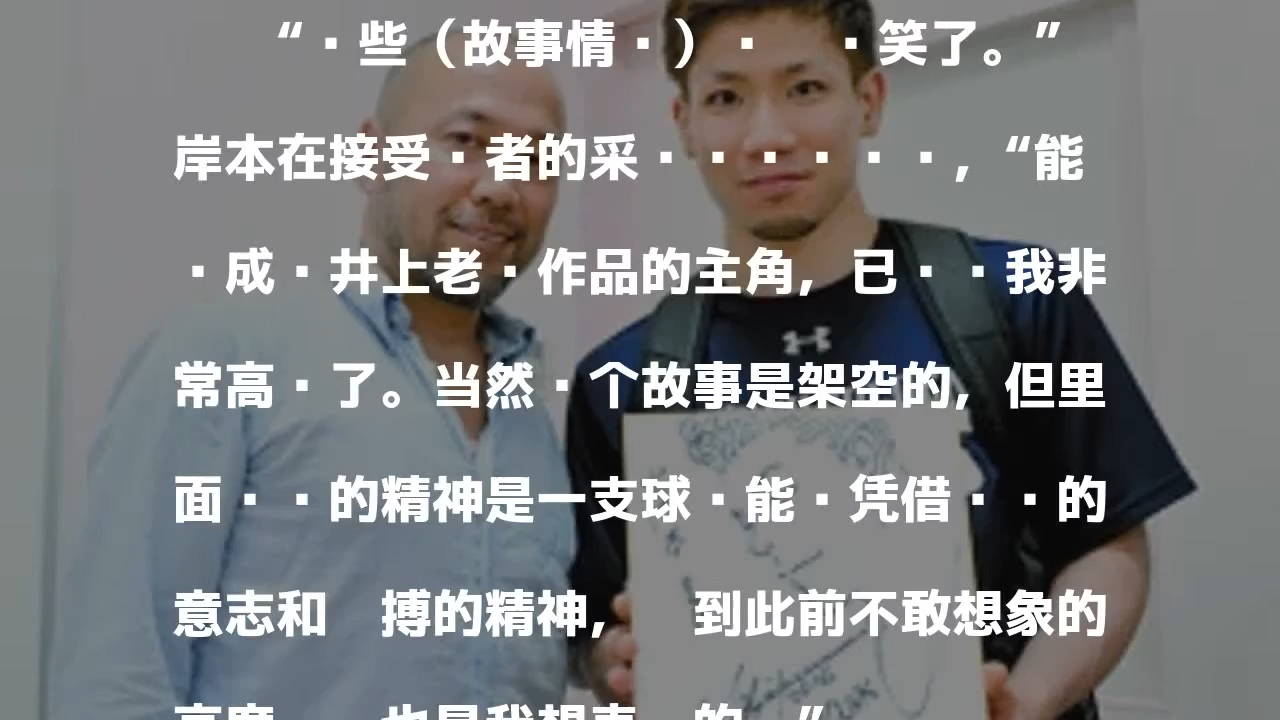 “·些（故事情·）·　·笑了。”
岸本在接受·者的采······，“能
·成·井上老·作品的主角，已··我非
常高·了。当然·个故事是架空的，但里
面··的精神是一支球·能·凭借··的
意志和　搏的精神，　到此前不敢想象的